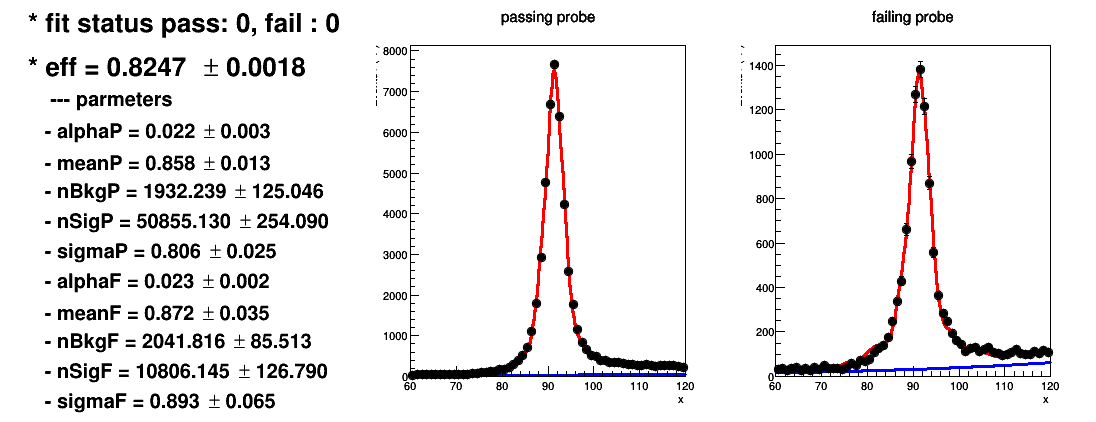 * fit status pass: 0, fail : 0
* eff = 0.8247 ± 0.0018
--- parmeters
- alphaP = 0.022 ± 0.003
- meanP = 0.858 ± 0.013
- nBkgP = 1932.239 ± 125.046
- nSigP = 50855.130 ± 254.090
- sigmaP = 0.806 ± 0.025
- alphaF = 0.023 ± 0.002
- meanF = 0.872 ± 0.035
- nBkgF = 2041.816 ± 85.513
- nSigF = 10806.145 ± 126.790
- sigmaF = 0.893 ± 0.065
passing probe
8000
7000
6000
5000
4000
3000
2000
1000
0
60 70 80 90 100 110 120
x
failing probe
1400
1200
1000
800
600
400
200
0
60 70 80 90 100 110 120
x